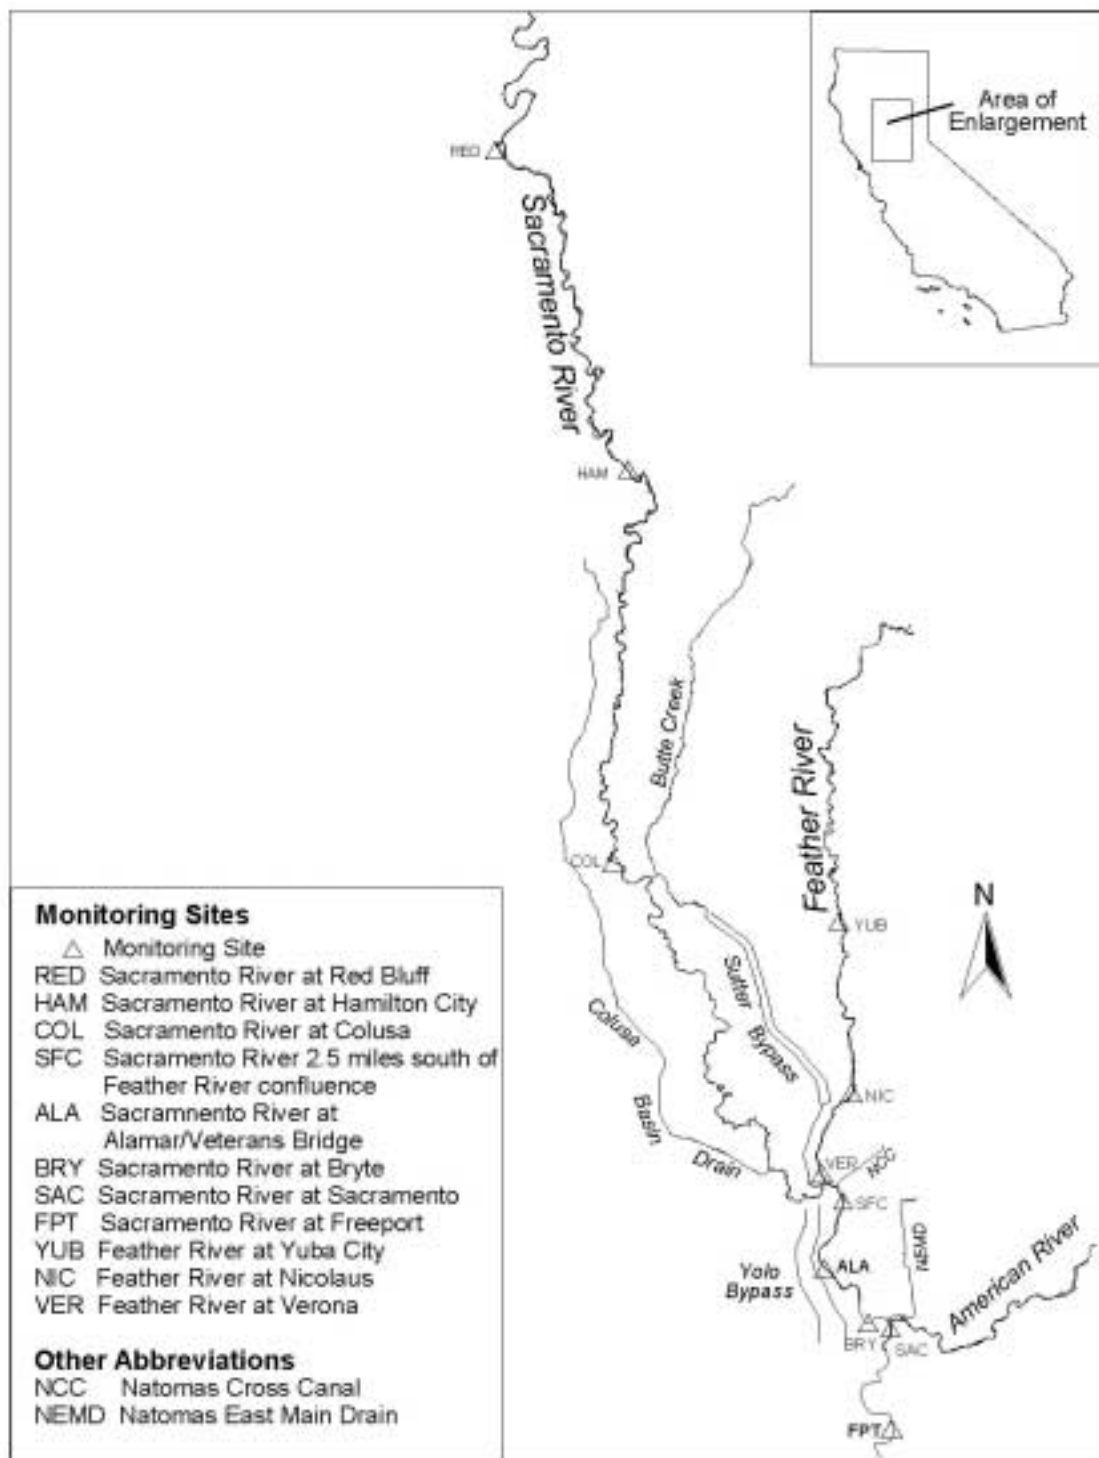 Area of
Enlargement
RED
Sacramento River
HAM
Butte Creek
Feather River
COL
YUB
N
Sutter
Bypass
Colusa
Basin
Drain
NIC
VER
NCC
SFC
NEMD
ALA
Yolo
Bypass
American River
BRY
SAC
FPT
Monitoring Sites
Monitoring Site
RED Sacramento River at Red Bluff
HAM Sacramento River at Hamilton City
COL Sacramento River at Colusa
SFC Sacramento River 2.5 miles south of
Feather River confluence
ALA Sacramnento River at
Alamar/Veterans Bridge
BRY Sacramento River at Bryte
SAC Sacramento River at Sacramento
FPT Sacramento River at Freeport
YUB Feather River at Yuba City
NIC Feather River at Nicolaus
VER Feather River at Verona
Other Abbreviations
NCC Natomas Cross Canal
NEMD Natomas East Main Drain